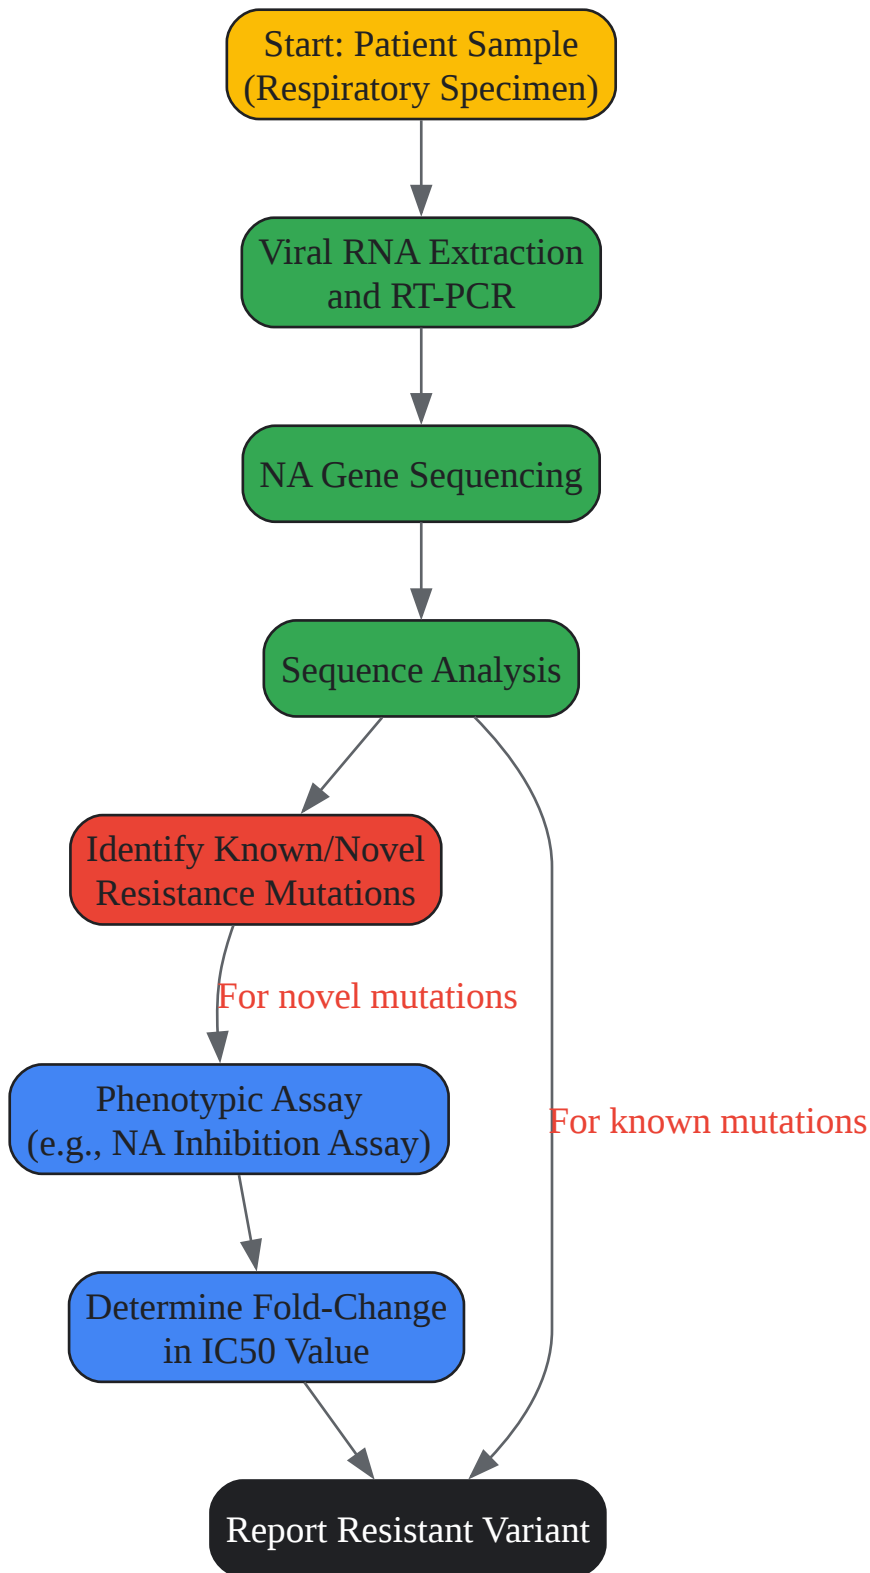 Start: Patient Sample
(Respiratory Specimen)
Viral RNA Extraction
and RT-PCR
NA Gene Sequencing
Sequence Analysis
Identify Known/Novel
Resistance Mutations
For novel mutations
Phenotypic Assay
(e.g., NA Inhibition Assay)
For known mutations
Determine Fold-Change
in IC50 Value
Report Resistant Variant